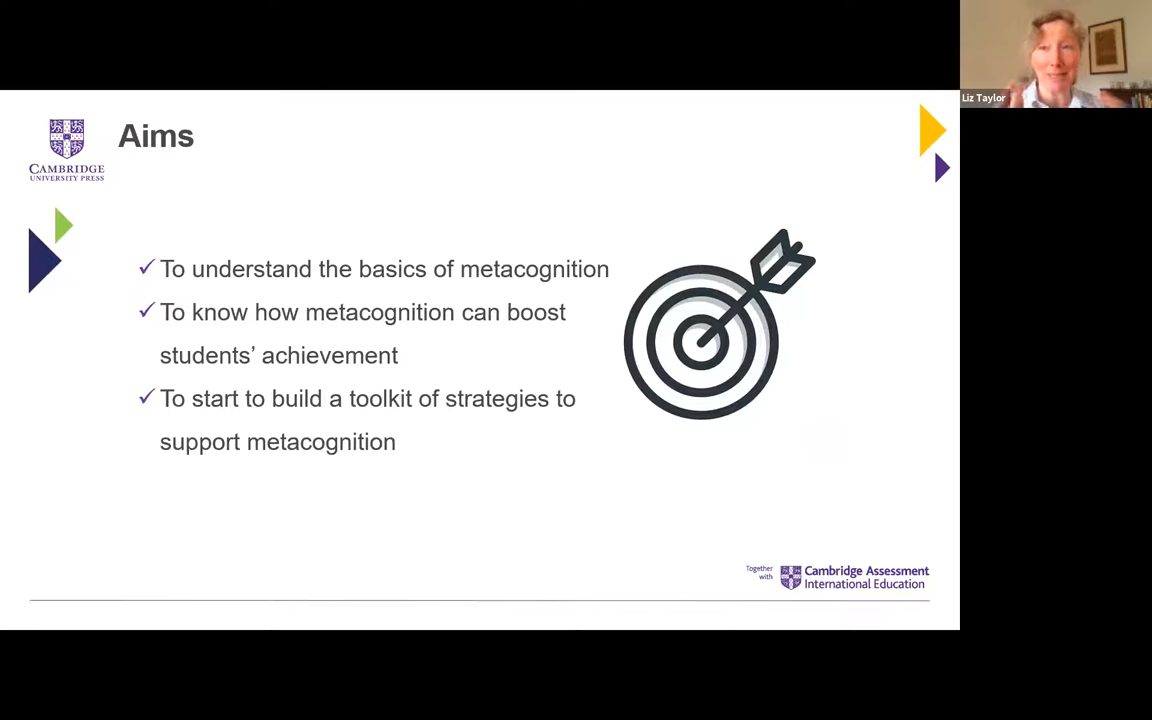 Liz Taylor
CAMBRIDGE
UNIVERSITY PRESS
Aims
✓ To understand the basics of metacognition
✓ To know how metacognition can boost
students’ achievement
✓ To start to build a toolkit of strategies to
support metacognition
Together
with
Cambridge Assessment
International Education